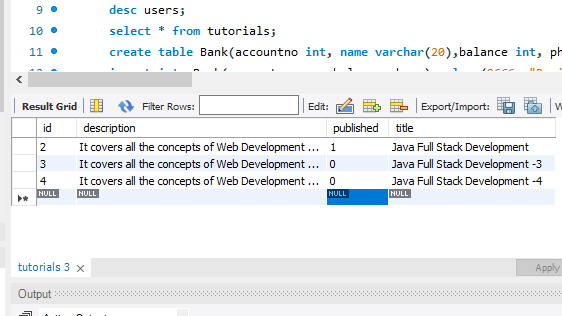 9 desc users;
10 select * from tutorials;
11 create table Bank(accountno int, name varchar(20),balance int, ph
Result Grid Filter Rows: Edit: Export/Import: W
id description published title
2 It covers all the concepts of Web Development ... 1 Java Full Stack Development
3 It covers all the concepts of Web Development ... 0 Java Full Stack Development -3
4 It covers all the concepts of Web Development ... 0 Java Full Stack Development -4
NULL NULL NULL NULL
tutorials 3
Apply
Output